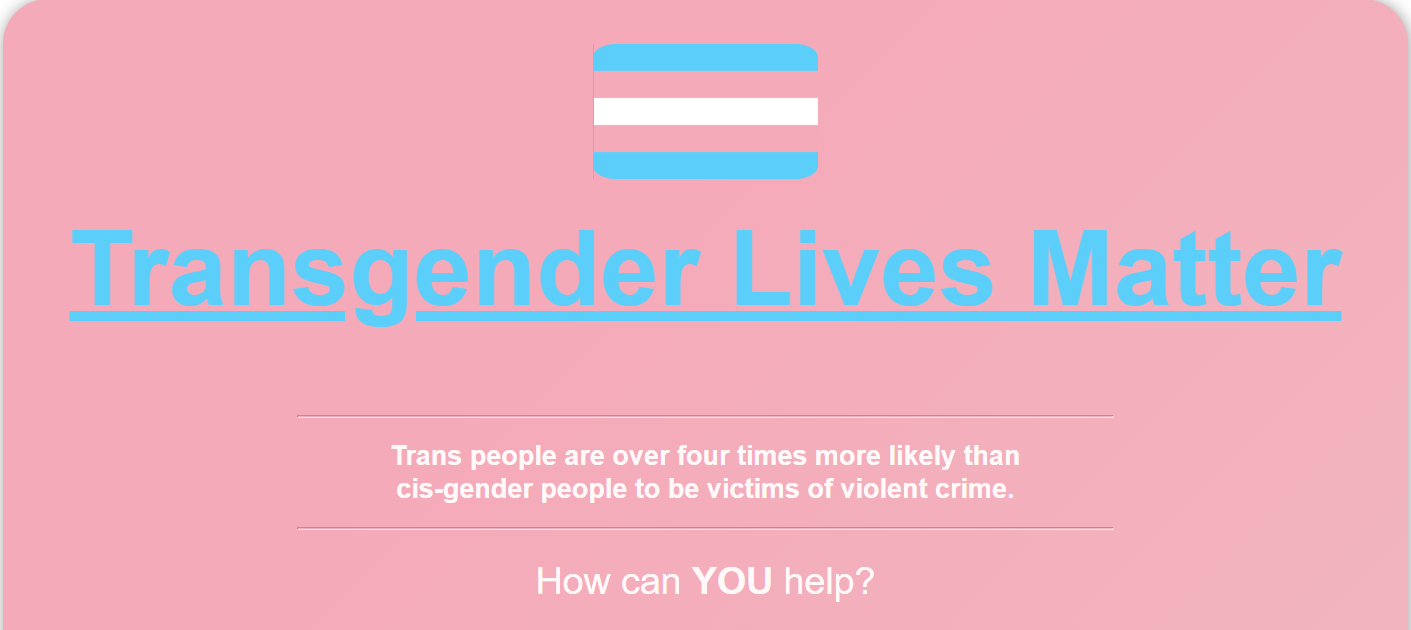 Transgender Lives Matter
Trans people are over four times more likely than
cis-gender people to be victims of violent crime.
How can YOU help?